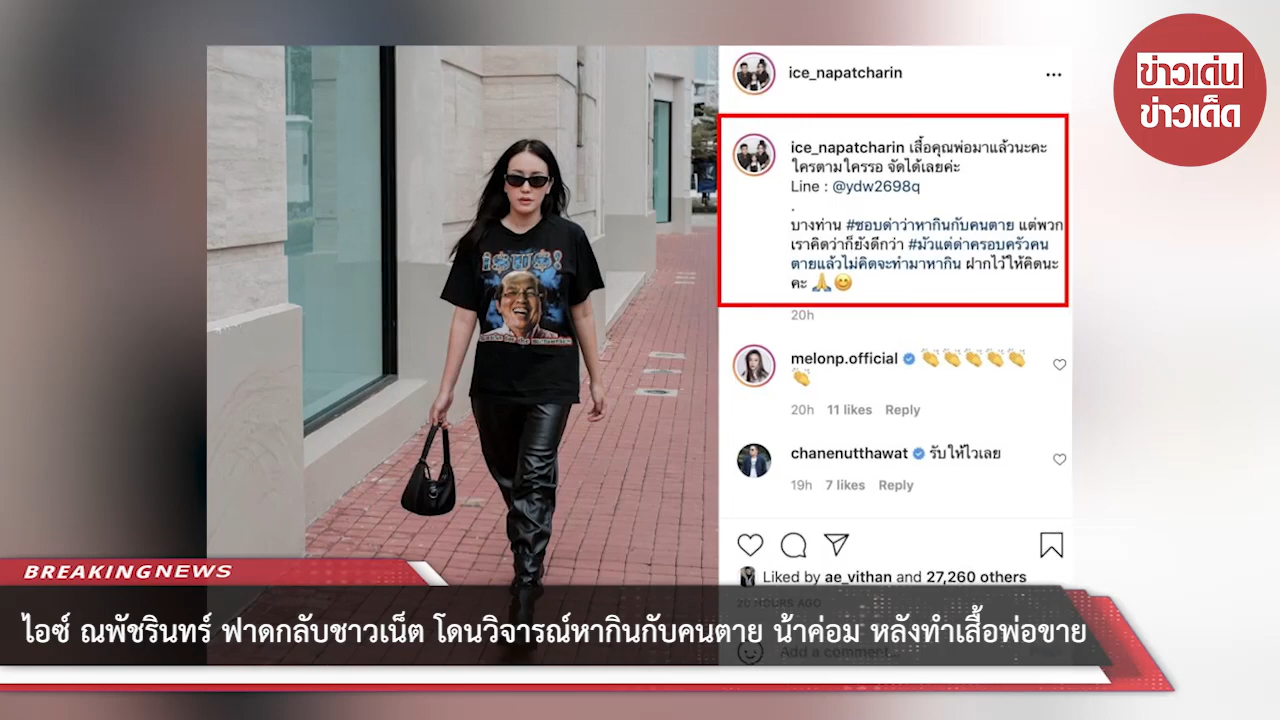 ข่าวเด่น
ข่าวเด็ด
ice_napatcharin
ice_napatcharin เสื้อคุณพ่อมาแล้วนะคะ
ใครตามใครรอ จัดได้เลยค่ะ
Line : @ydw2698q
.
บางท่าน #ชอบด่าว่าหากินกับคนตาย แต่พวก
เราคิดว่าก็ยังดีกว่า #มัวแต่ด่าครอบครัวคน
ตายแล้วไม่คิดจะทำมาหากิน ฝากไว้ให้คิดนะ
คะ 🙏😊
20h
melonp.official 👏👏👏👏👏
👏
20h 11 likes Reply
chanenutthawat รับให้ไวเลย
19h 7 likes Reply
Liked by ae_vithan and 27,260 others
20 HOURS AGO
Add a comment...
BREAKINGNEWS
ไอซ์ ณพัชรินทร์ ฟาดกลับชาวเน็ต โดนวิจารณ์หากินกับคนตาย น้าค่อม หลังทำเสื้อพ่อขาย